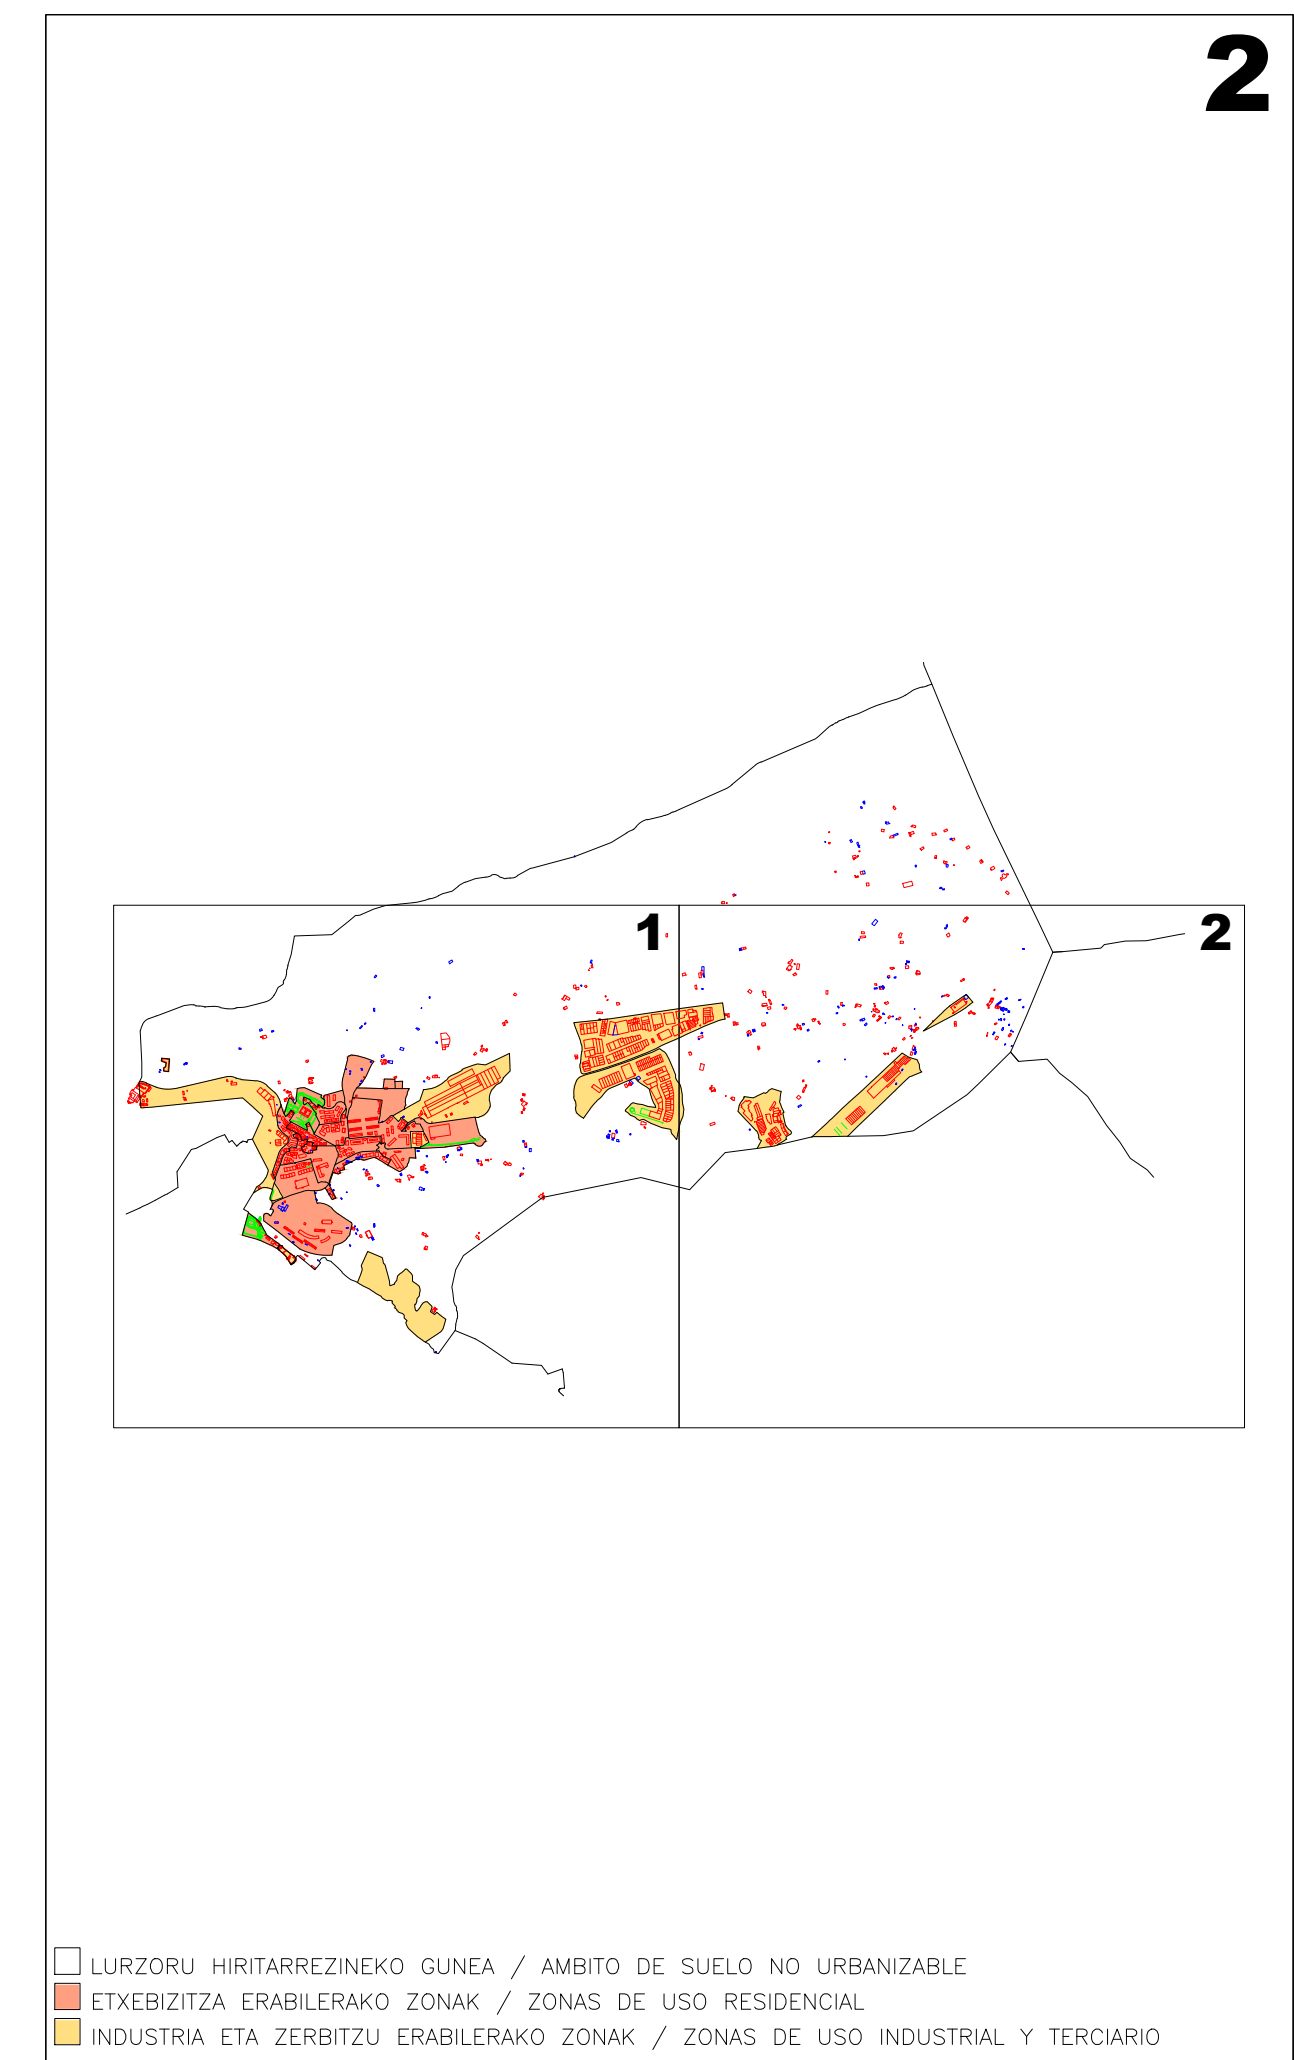 2
1
2
LURZORU HIRITARREZINEKO GUNEA / AMBITO DE SUELO NO URBANIZABLE
ETXEBIZITZA ERABILERAKO ZONAK / ZONAS DE USO RESIDENCIAL
INDUSTRIA ETA ZERBITZU ERABILERAKO ZONAK / ZONAS DE USO INDUSTRIAL Y TERCIARIO